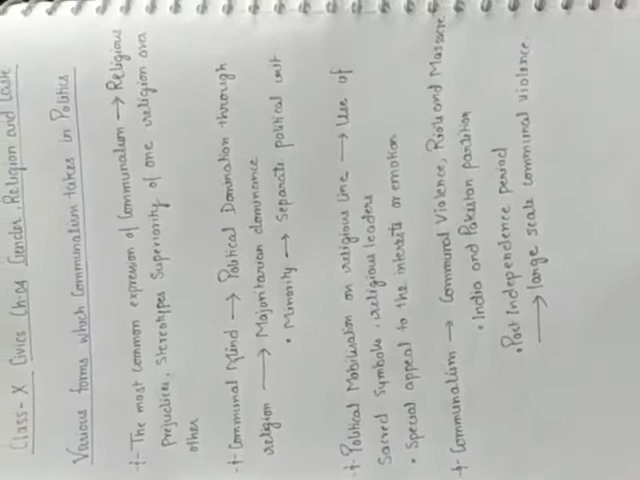 Class-X Civics Ch:04 Gender, Religion and Caste
Various forms which Communalism takes in Politics
-|- The most common expression of Communalism → Religious
Prejudices, Stereotypes Superiority of one religion over
other
-|- Communal Mind → Political Domination through
religion → Majoritarian dominance
• Minority → Separate political unit
-|- Political Mobilisation on religious line → Use of
Sacred Symbols, religious leaders
• Special appeal to the interests or emotion
-|- Communalism → Communal Violence, Riots and Massacre
• India and Pakistan partition
• Post Independence period
→ large scale communal violence.